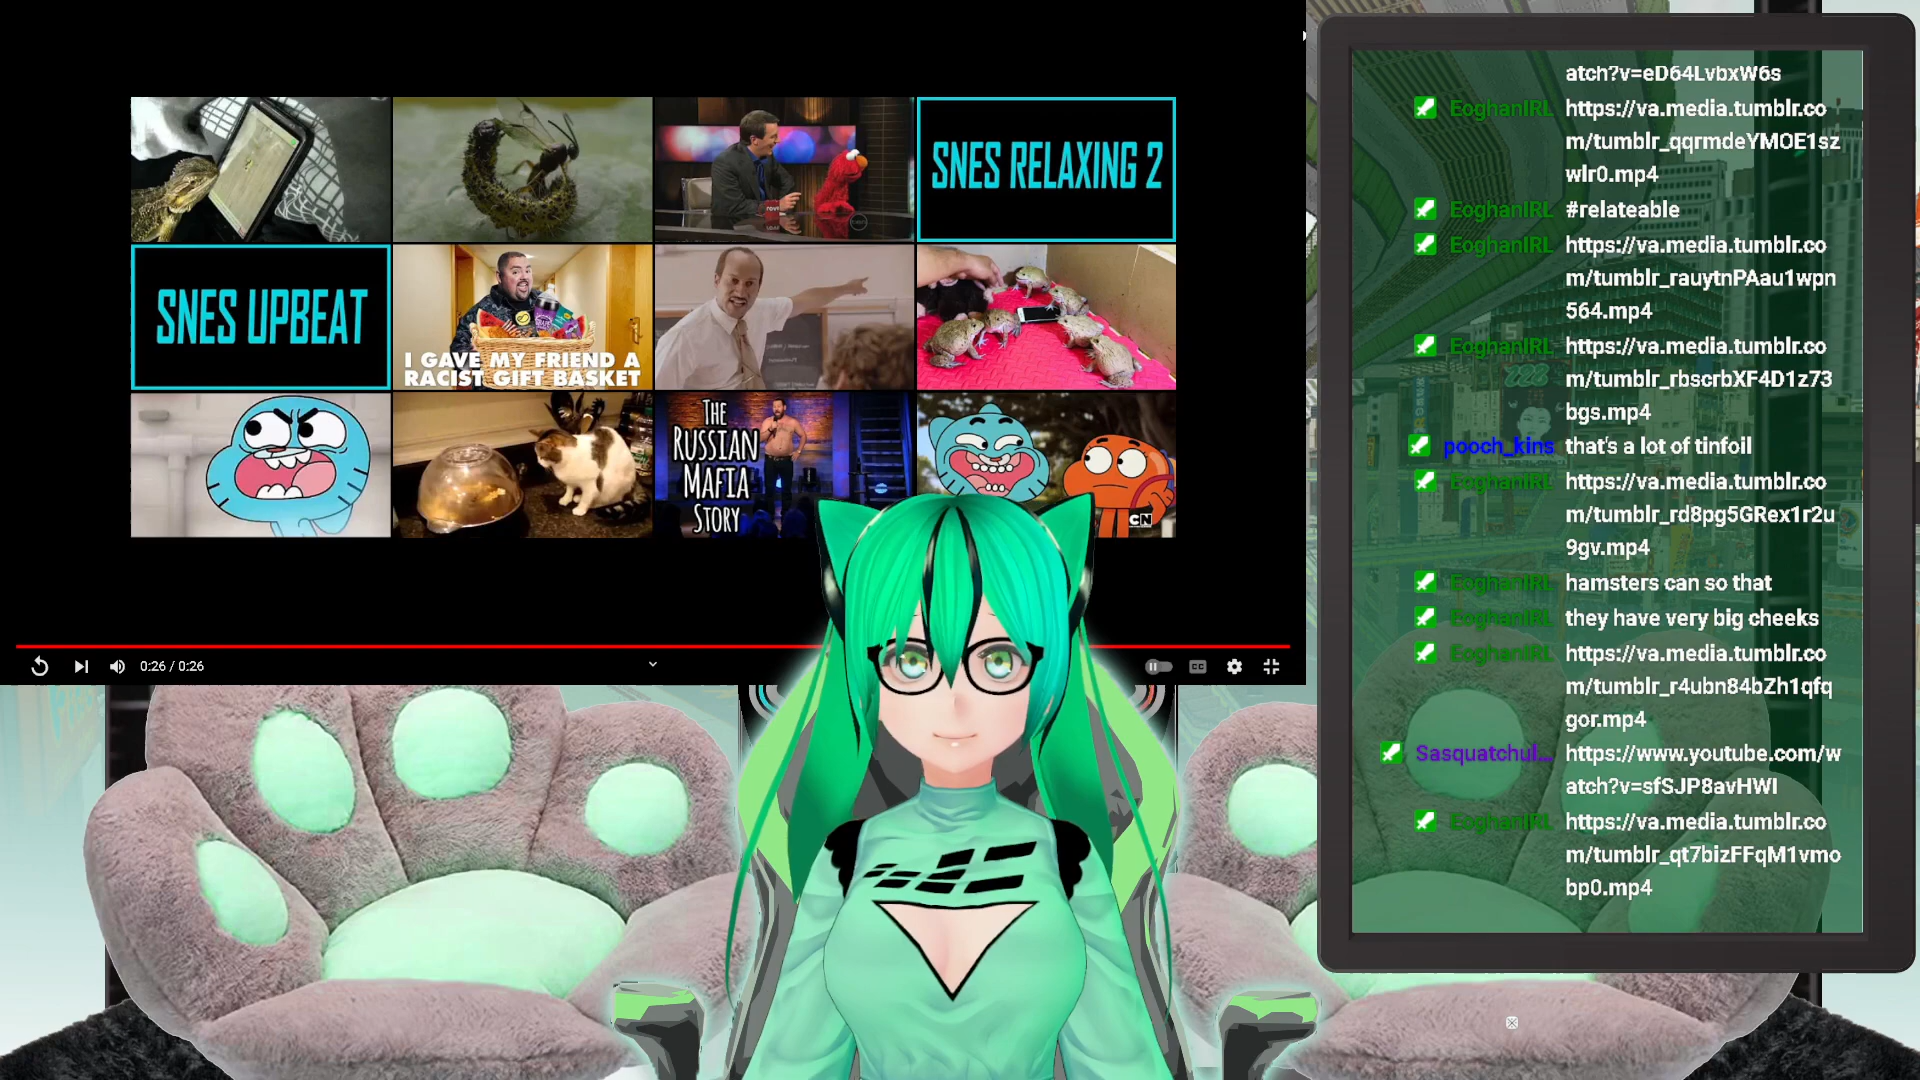 SNES RELAXING 2
SNES UPBEAT
I GAVE MY FRIEND A
RACIST GIFT BASKET
THE
RUSSIAN
MAFIA
STORY
CN
0:26 / 0:26
CC
atch?v=eD64LvbxW6s
EoghanIRL https://va.media.tumblr.co
m/tumblr_qqrmdeYMOE1sz
wlr0.mp4
EoghanIRL #relateable
EoghanIRL https://va.media.tumblr.co
m/tumblr_rauytnPAau1wpn
564.mp4
EoghanIRL https://va.media.tumblr.co
m/tumblr_rbscrbXF4D1z73
bgs.mp4
pooch_kins that's a lot of tinfoil
EoghanIRL https://va.media.tumblr.co
m/tumblr_rd8pg5GRex1r2u
9gv.mp4
EoghanIRL hamsters can so that
EoghanIRL they have very big cheeks
EoghanIRL https://va.media.tumblr.co
m/tumblr_r4ubn84bZh1qfq
gor.mp4
Sasquatchul... https://www.youtube.com/w
atch?v=sfSJP8avHWI
EoghanIRL https://va.media.tumblr.co
m/tumblr_qt7bizFFqM1vmo
bp0.mp4